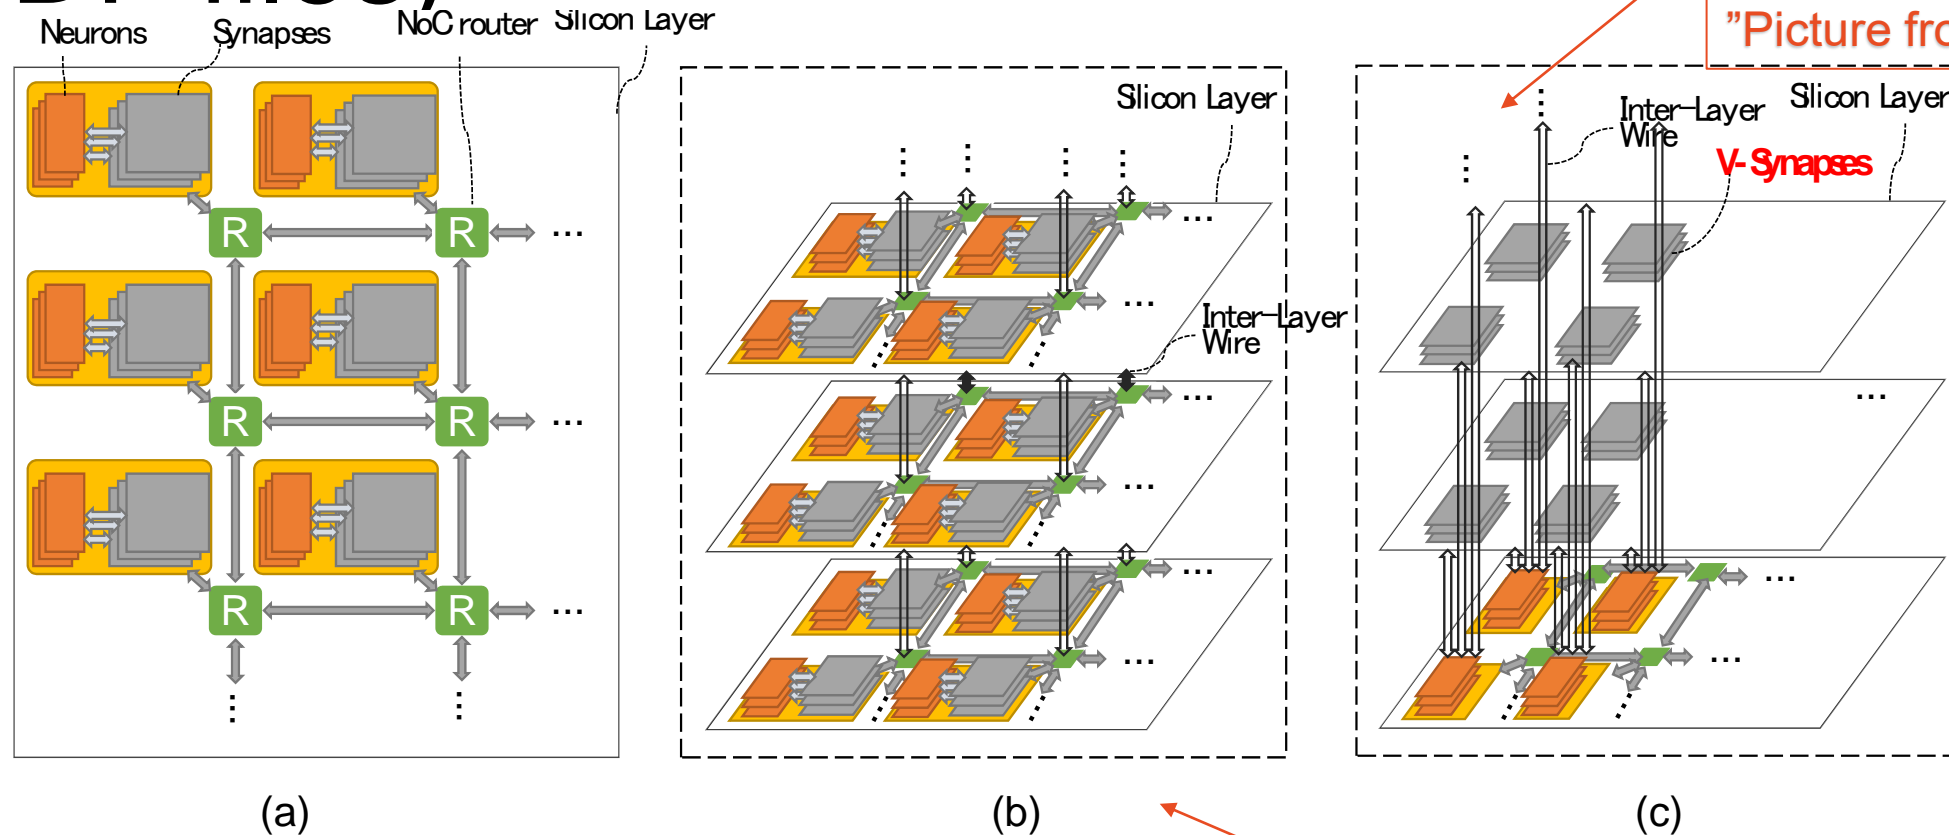 ”Picture fro
Neurons
Synapses
NoC router
Silicon Layer
R
R
...
R
R
...
R
R
...
...
...
(a)
Silicon Layer
... ... ... ...
...
...
Inter-Layer
Wire
...
...
...
...
(b)
Inter-Layer
Wire
Silicon Layer
V-Synapses
...
...
...
...
...
(c)